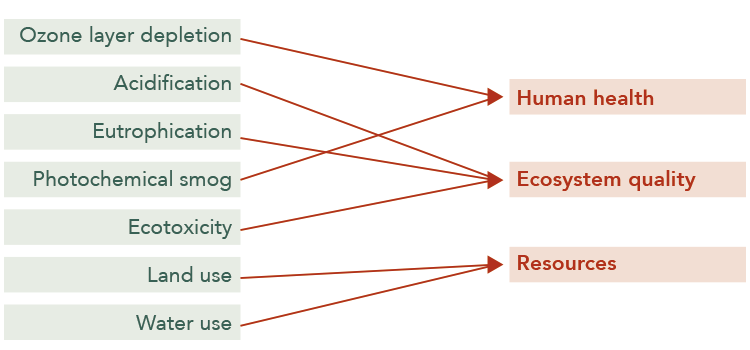 Ozone layer depletion
Acidification
Eutrophication
Photochemical smog
Ecotoxicity
Land use
Water use
Human health
Ecosystem quality
Resources